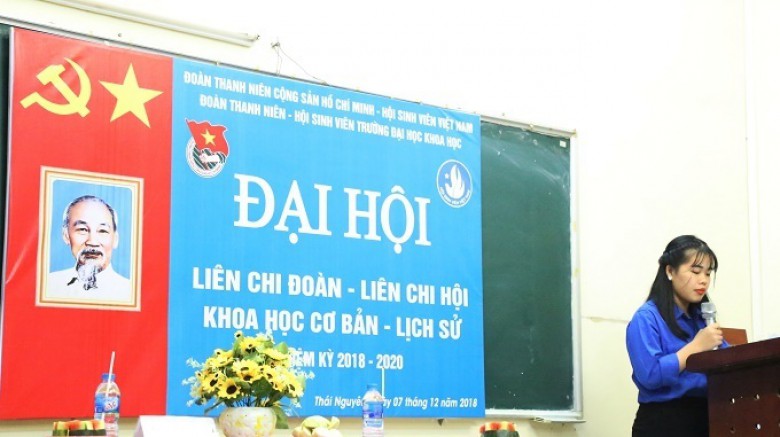 ĐOÀN THANH NIÊN CỘNG SẢN HỒ CHÍ MINH - HỘI SINH VIÊN VIỆT NAM
ĐOÀN THANH NIÊN - HỘI SINH VIÊN TRƯỜNG ĐẠI HỌC KHOA HỌC
ĐẠI HỘI
LIÊN CHI ĐOÀN - LIÊN CHI HỘI
KHOA HỌC CƠ BẢN - LỊCH SỬ
KỲ 2018 - 2020
Thái 07 tháng 12 năm 2018